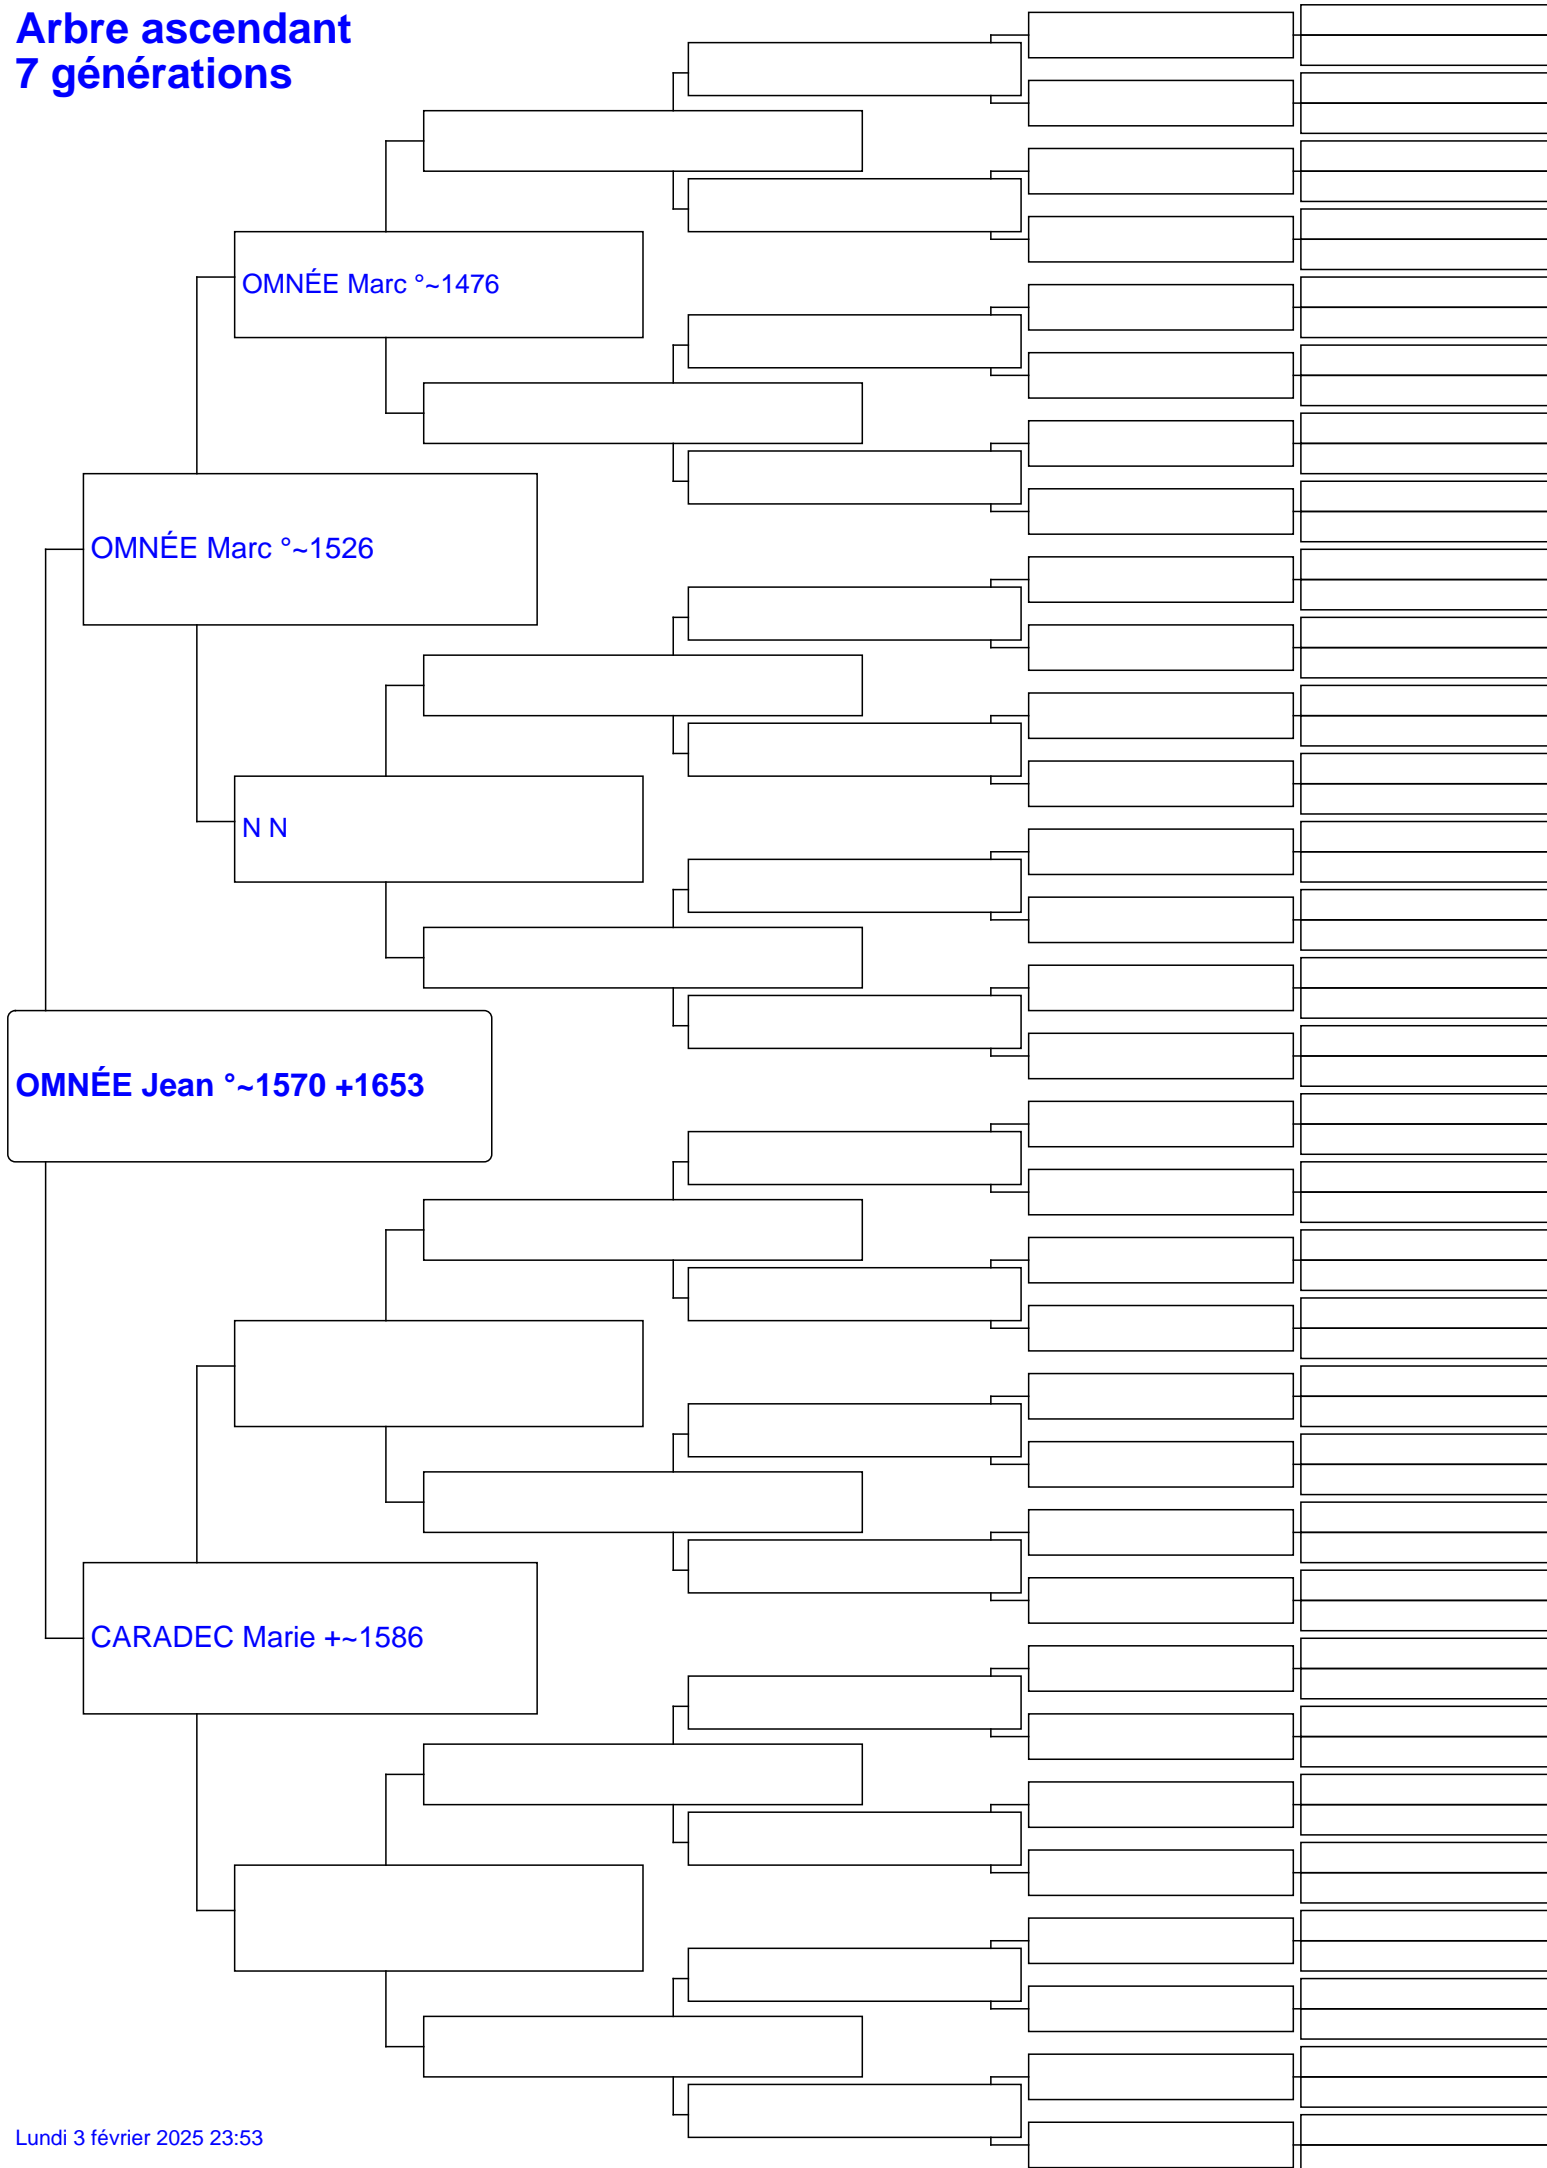 Arbre ascendant
7 générations
OMNÉE Marc °~1476
OMNÉE Marc °~1526
N N
OMNÉE Jean °~1570 +1653
CARADEC Marie +~1586
Lundi 3 février 2025 23:53